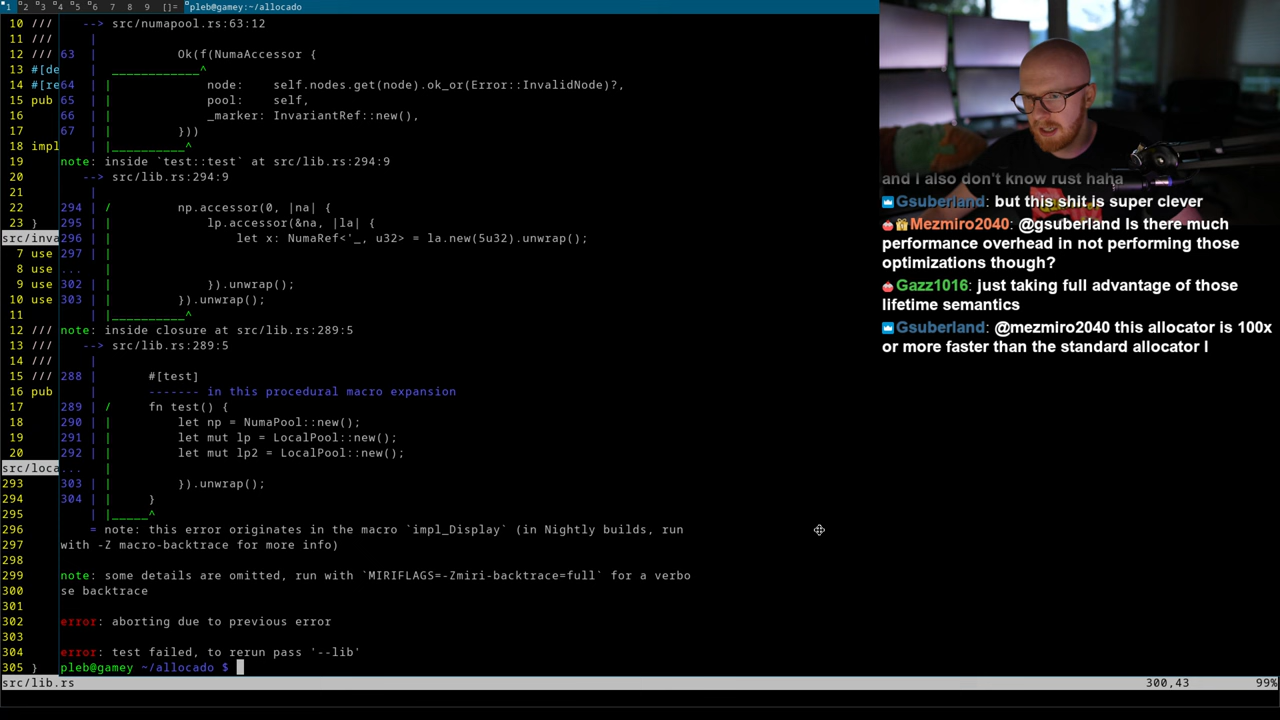 1 2 3 4 5 6 7 8 9 []= pleb@gamey:~/allocado
10 /// --> src/numapool.rs:63:12
11 /// |
12 /// 63 | Ok(f(NumaAccessor {
13 #[de | ____________^
14 #[re64 | | node: self.nodes.get(node).ok_or(Error::InvalidNode)?,
15 pub 65 | | pool: self,
16 66 | | _marker: InvariantRef::new(),
17 67 | | }))
18 impl | |__________^
19 note: inside `test::test` at src/lib.rs:294:9
20 --> src/lib.rs:294:9
21 |
22 294 | / np.accessor(0, |na| {
23 } 295 | | lp.accessor(&na, |la| {
src/inva296 | | let x: NumaRef<'_, u32> = la.new(5u32).unwrap();
7 use 297 | |
8 use ... |
9 use 302 | | }).unwrap();
10 use 303 | | }).unwrap();
11 | |__________^
12 /// note: inside closure at src/lib.rs:289:5
13 /// --> src/lib.rs:289:5
14 /// |
15 /// 288 | #[test]
16 pub | ------- in this procedural macro expansion
17 289 | / fn test() {
18 290 | | let np = NumaPool::new();
19 291 | | let mut lp = LocalPool::new();
20 292 | | let mut lp2 = LocalPool::new();
src/loca... |
293 303 | | }).unwrap();
294 304 | | }
295 | |_____^
296 = note: this error originates in the macro `impl_Display` (in Nightly builds, run
297 with -Z macro-backtrace for more info)
298
299 note: some details are omitted, run with `MIRIFLAGS=-Zmiri-backtrace=full` for a verbo
300 se backtrace
301
302 error: aborting due to previous error
303
304 error: test failed, to rerun pass '--lib'
305 } pleb@gamey ~/allocado $
src/lib.rs 300,43 99%
and I also don't know rust haha
Gsuberland: but this shit is super clever
Mezmiro2040: @gsuberland Is there much
performance overhead in not performing those
optimizations though?
Gazz1016: just taking full advantage of those
lifetime semantics
Gsuberland: @mezmiro2040 this allocator is 100x
or more faster than the standard allocator I